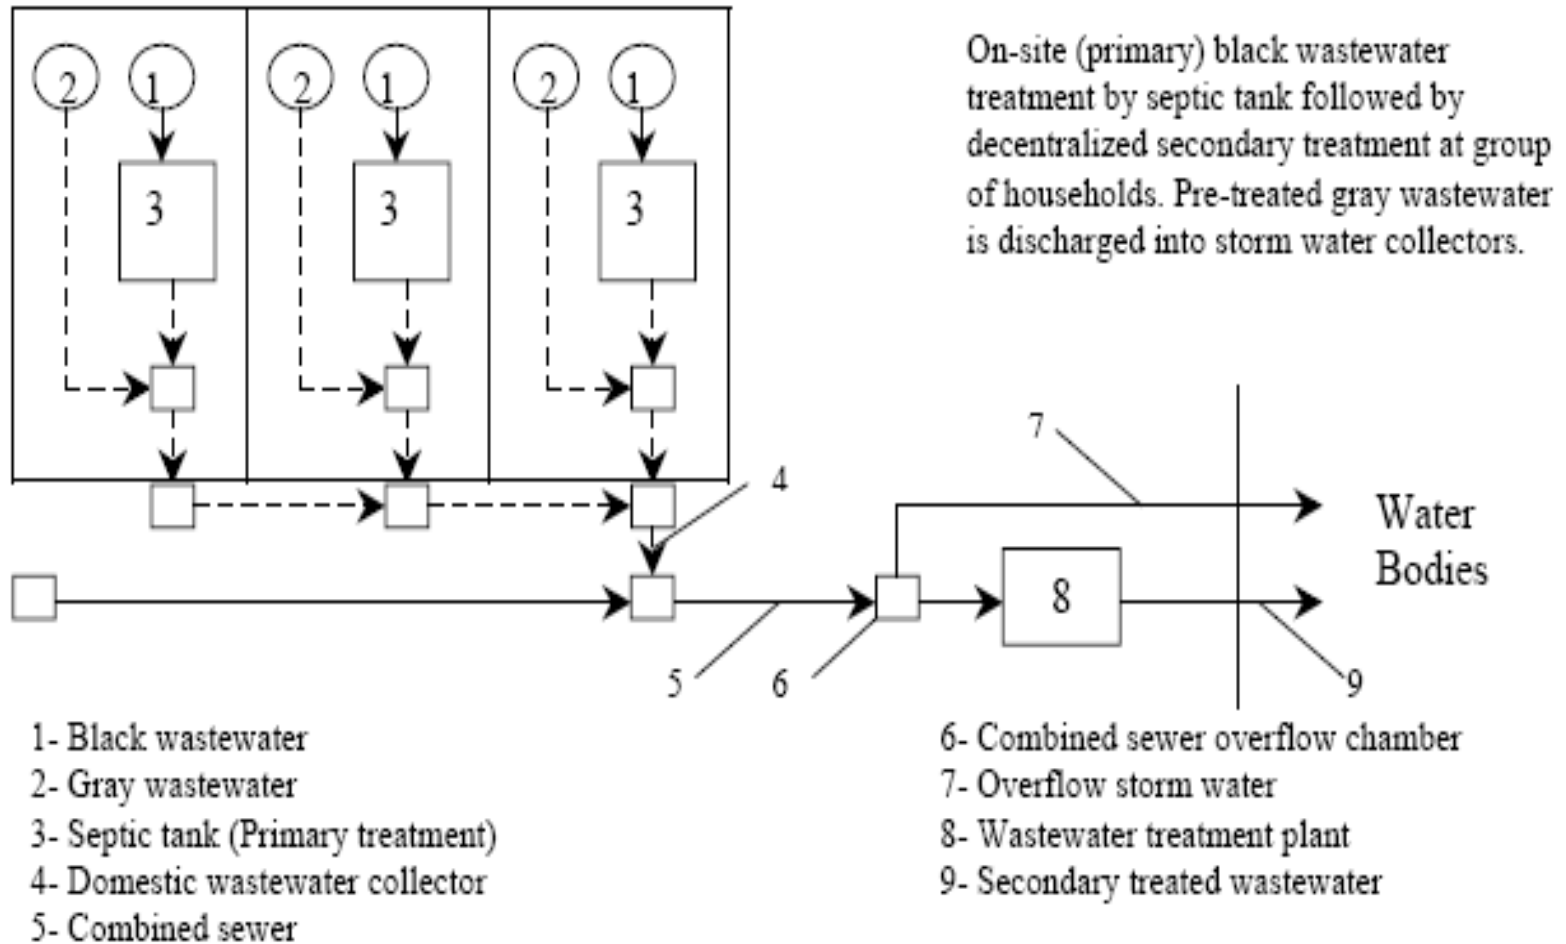 2 1 2 1 2 1
On-site (primary) black wastewater
treatment by septic tank followed by
decentralized secondary treatment at group
of households. Pre-treated gray wastewater
is discharged into storm water collectors.
3 3 3
7
4
Water
Bodies
8
5 6 9
1- Black wastewater
2- Gray wastewater
3- Septic tank (Primary treatment)
4- Domestic wastewater collector
5- Combined sewer
6- Combined sewer overflow chamber
7- Overflow storm water
8- Wastewater treatment plant
9- Secondary treated wastewater